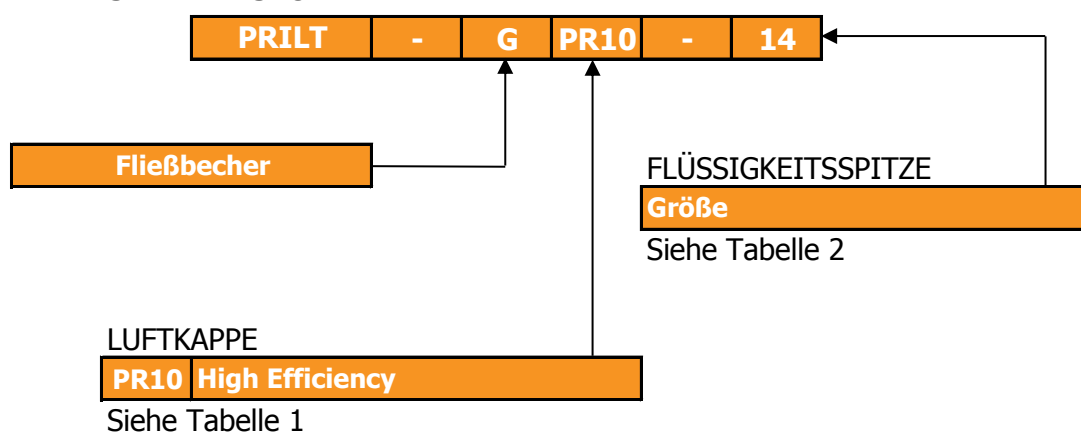 PRILT - G PR10 - 14
Fließbecher
FLÜSSIGKEITSSPITZE
Größe
Siehe Tabelle 2
LUFTKAPPE
PR10 High Efficiency
Siehe Tabelle 1